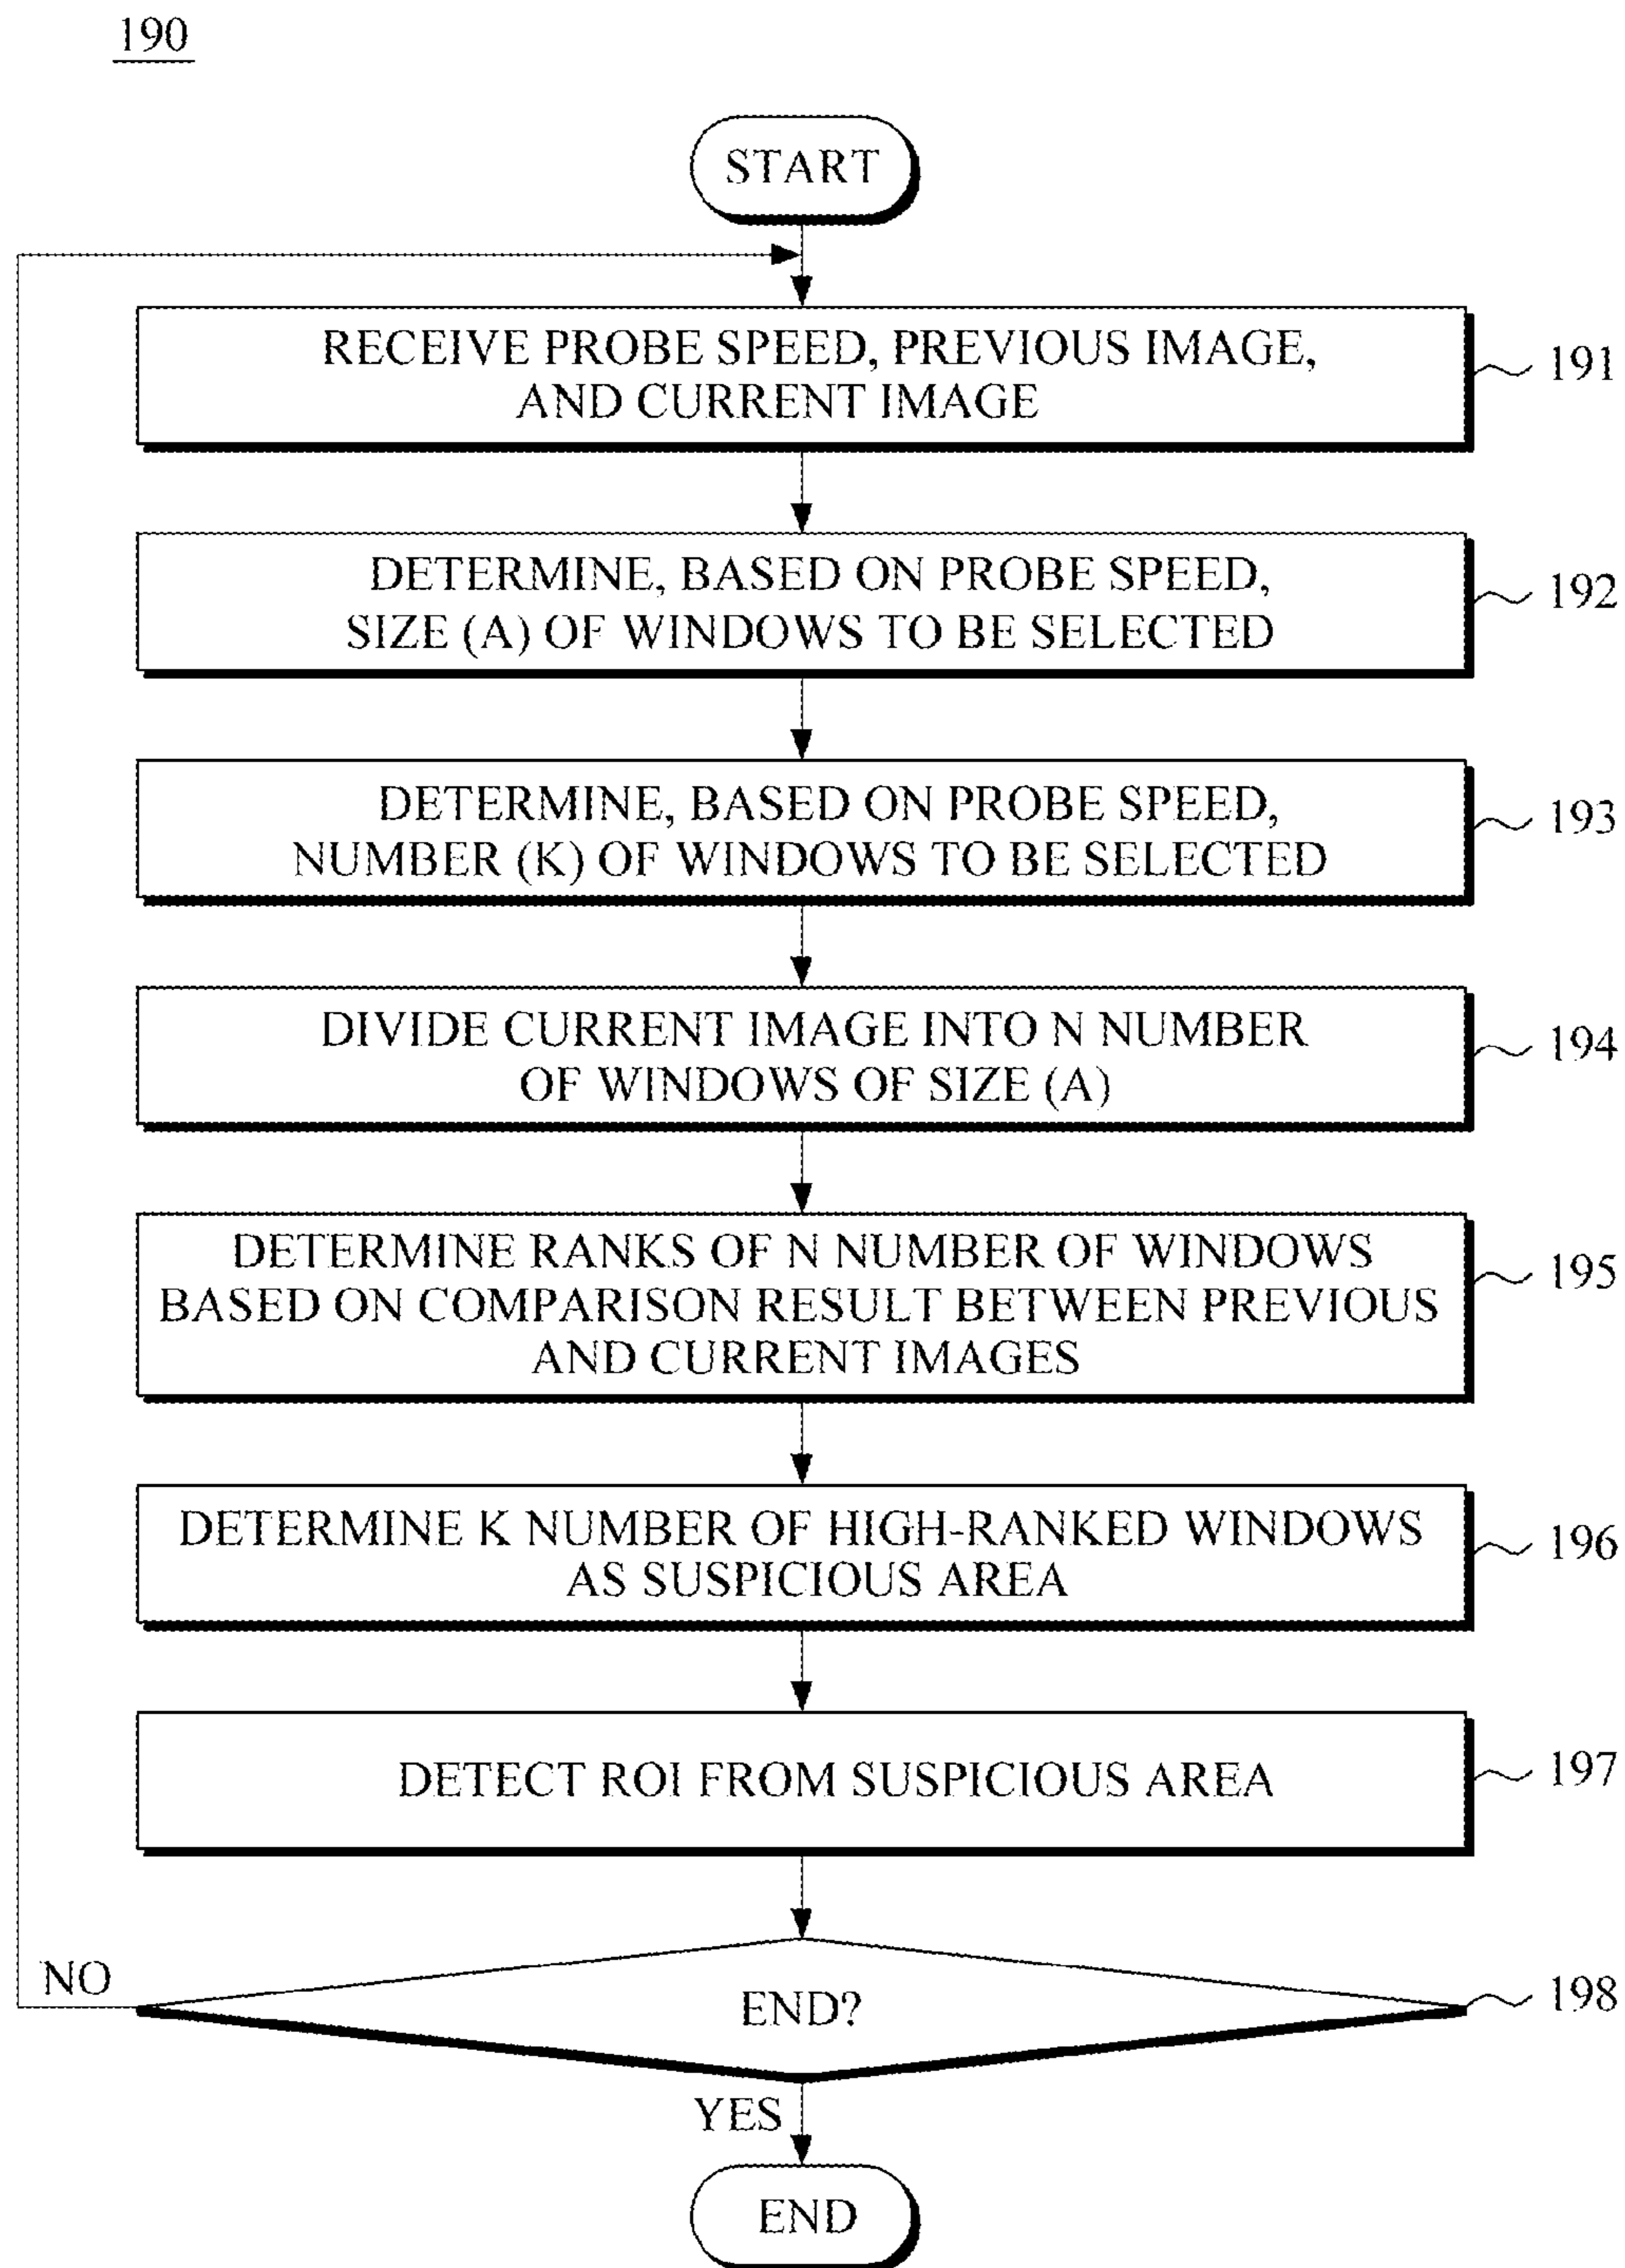 190
START
RECEIVE PROBE SPEED, PREVIOUS IMAGE,
AND CURRENT IMAGE
191
DETERMINE, BASED ON PROBE SPEED,
SIZE (A) OF WINDOWS TO BE SELECTED
192
DETERMINE, BASED ON PROBE SPEED,
NUMBER (K) OF WINDOWS TO BE SELECTED
193
DIVIDE CURRENT IMAGE INTO N NUMBER
OF WINDOWS OF SIZE (A)
194
DETERMINE RANKS OF N NUMBER OF WINDOWS
BASED ON COMPARISON RESULT BETWEEN PREVIOUS
AND CURRENT IMAGES
195
DETERMINE K NUMBER OF HIGH-RANKED WINDOWS
AS SUSPICIOUS AREA
196
DETECT ROI FROM SUSPICIOUS AREA
197
NO
END?
198
YES
END